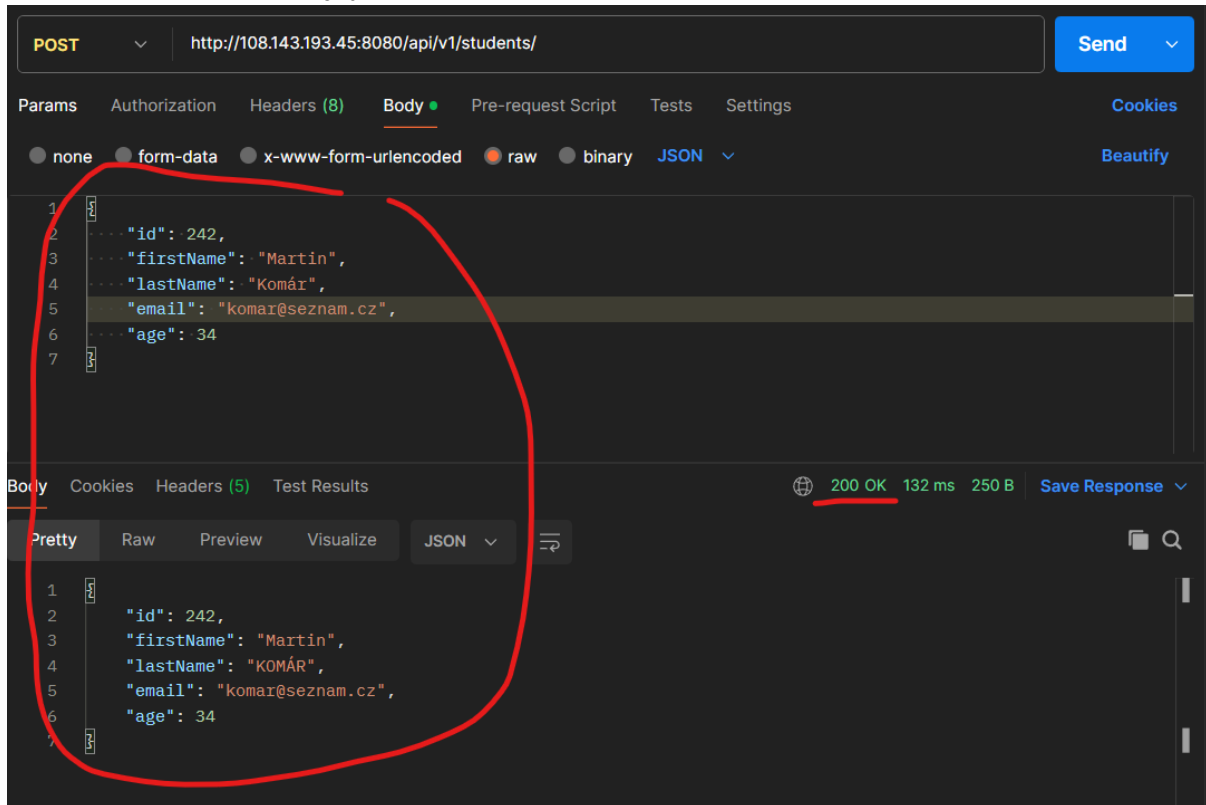 POST http://108.143.193.45:8080/api/v1/students/ Send
Params Authorization Headers (8) Body Pre-request Script Tests Settings Cookies
none form-data x-www-form-urlencoded raw binary JSON Beautify
1 {
2 "id": 242,
3 "firstName": "Martin",
4 "lastName": "Komár",
5 "email": "komar@seznam.cz",
6 "age": 34
7 }
Body Cookies Headers (5) Test Results 200 OK 132 ms 250 B Save Response
Pretty Raw Preview Visualize JSON
1 {
2 "id": 242,
3 "firstName": "Martin",
4 "lastName": "KOMÁR",
5 "email": "komar@seznam.cz",
6 "age": 34
7 }